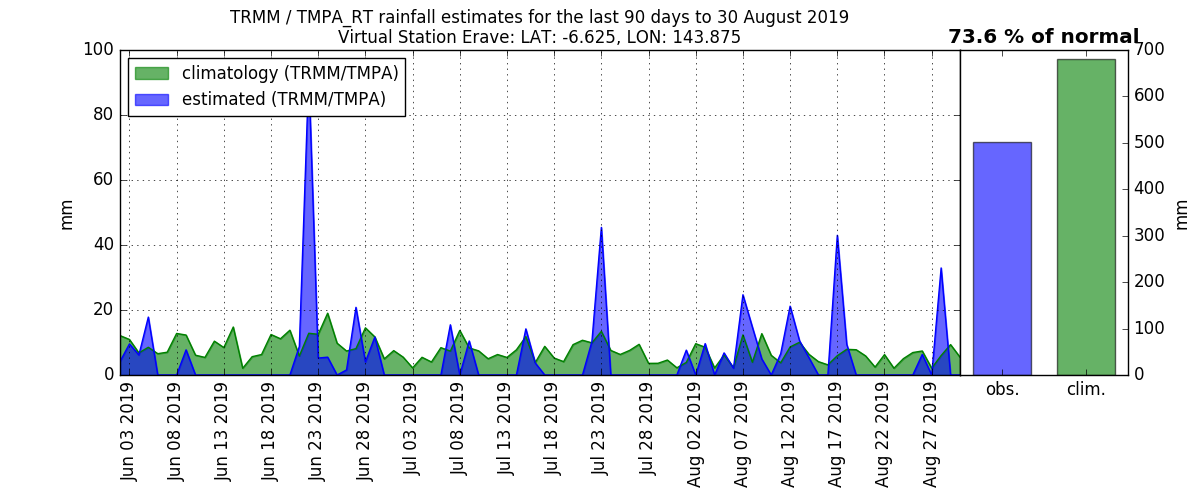 TRMM / TMPA_RT rainfall estimates for the last 90 days to 30 August 2019
Virtual Station Erave: LAT: -6.625, LON: 143.875
73.6 % of normal
climatology (TRMM/TMPA)
estimated (TRMM/TMPA)
mm
100
80
60
40
20
0
Jun 03 2019
Jun 08 2019
Jun 13 2019
Jun 18 2019
Jun 23 2019
Jun 28 2019
Jul 03 2019
Jul 08 2019
Jul 13 2019
Jul 18 2019
Jul 23 2019
Jul 28 2019
Aug 02 2019
Aug 07 2019
Aug 12 2019
Aug 17 2019
Aug 22 2019
Aug 27 2019
obs.
clim.
700
600
500
400
300
200
100
0
mm